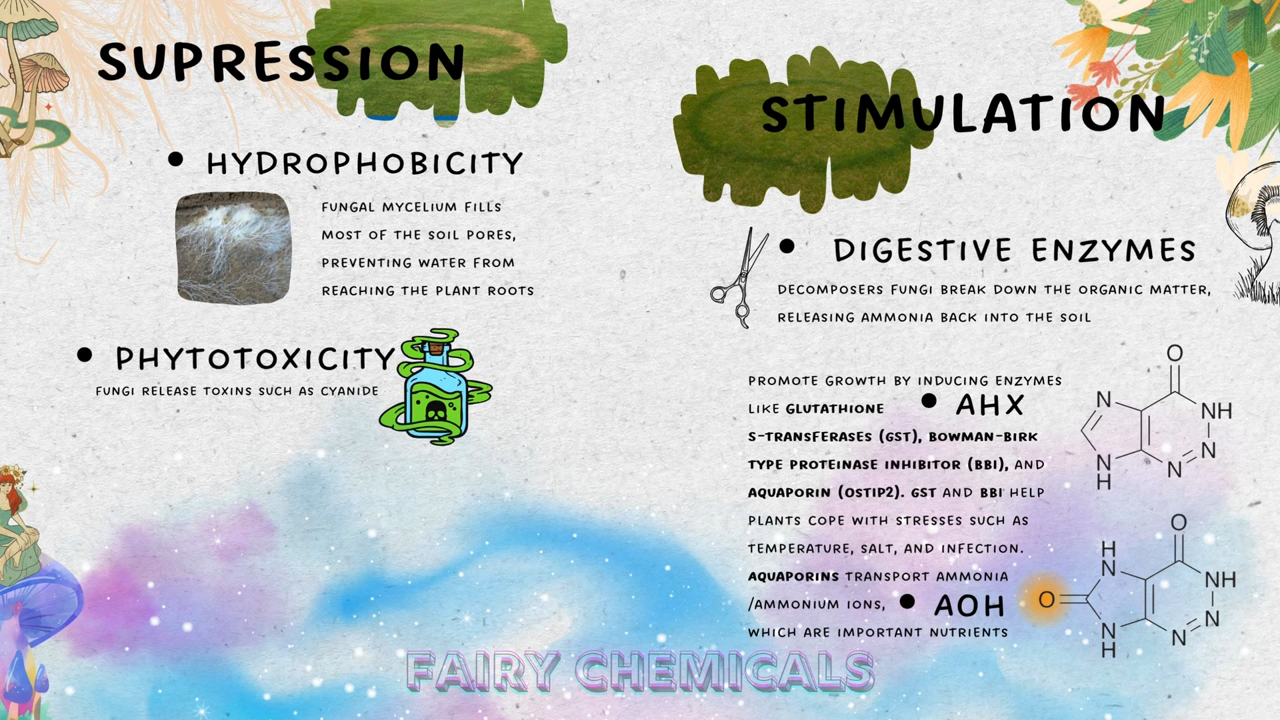 SUPRESSION
• HYDROPHOBICITY
FUNGAL MYCELIUM FILLS
MOST OF THE SOIL PORES,
PREVENTING WATER FROM
REACHING THE PLANT ROOTS
• PHYTOTOXICITY
FUNGI RELEASE TOXINS SUCH AS CYANIDE
STIMULATION
• DIGESTIVE ENZYMES
DECOMPOSERS FUNGI BREAK DOWN THE ORGANIC MATTER,
RELEASING AMMONIA BACK INTO THE SOIL
PROMOTE GROWTH BY INDUCING ENZYMES
LIKE GLUTATHIONE
• AHX
S-TRANSFERASES (GST), BOWMAN-BIRK
TYPE PROTEINASE INHIBITOR (BBI), AND
AQUAPORIN (OSTIP2). GST AND BBI HELP
PLANTS COPE WITH STRESSES SUCH AS
TEMPERATURE, SALT, AND INFECTION.
AQUAPORINS TRANSPORT AMMONIA
/AMMONIUM IONS,
• AOH
WHICH ARE IMPORTANT NUTRIENTS
O
N
NH
N
N
H
N
O
H
N
NH
O
N
N
N
H
FAIRY CHEMICALS